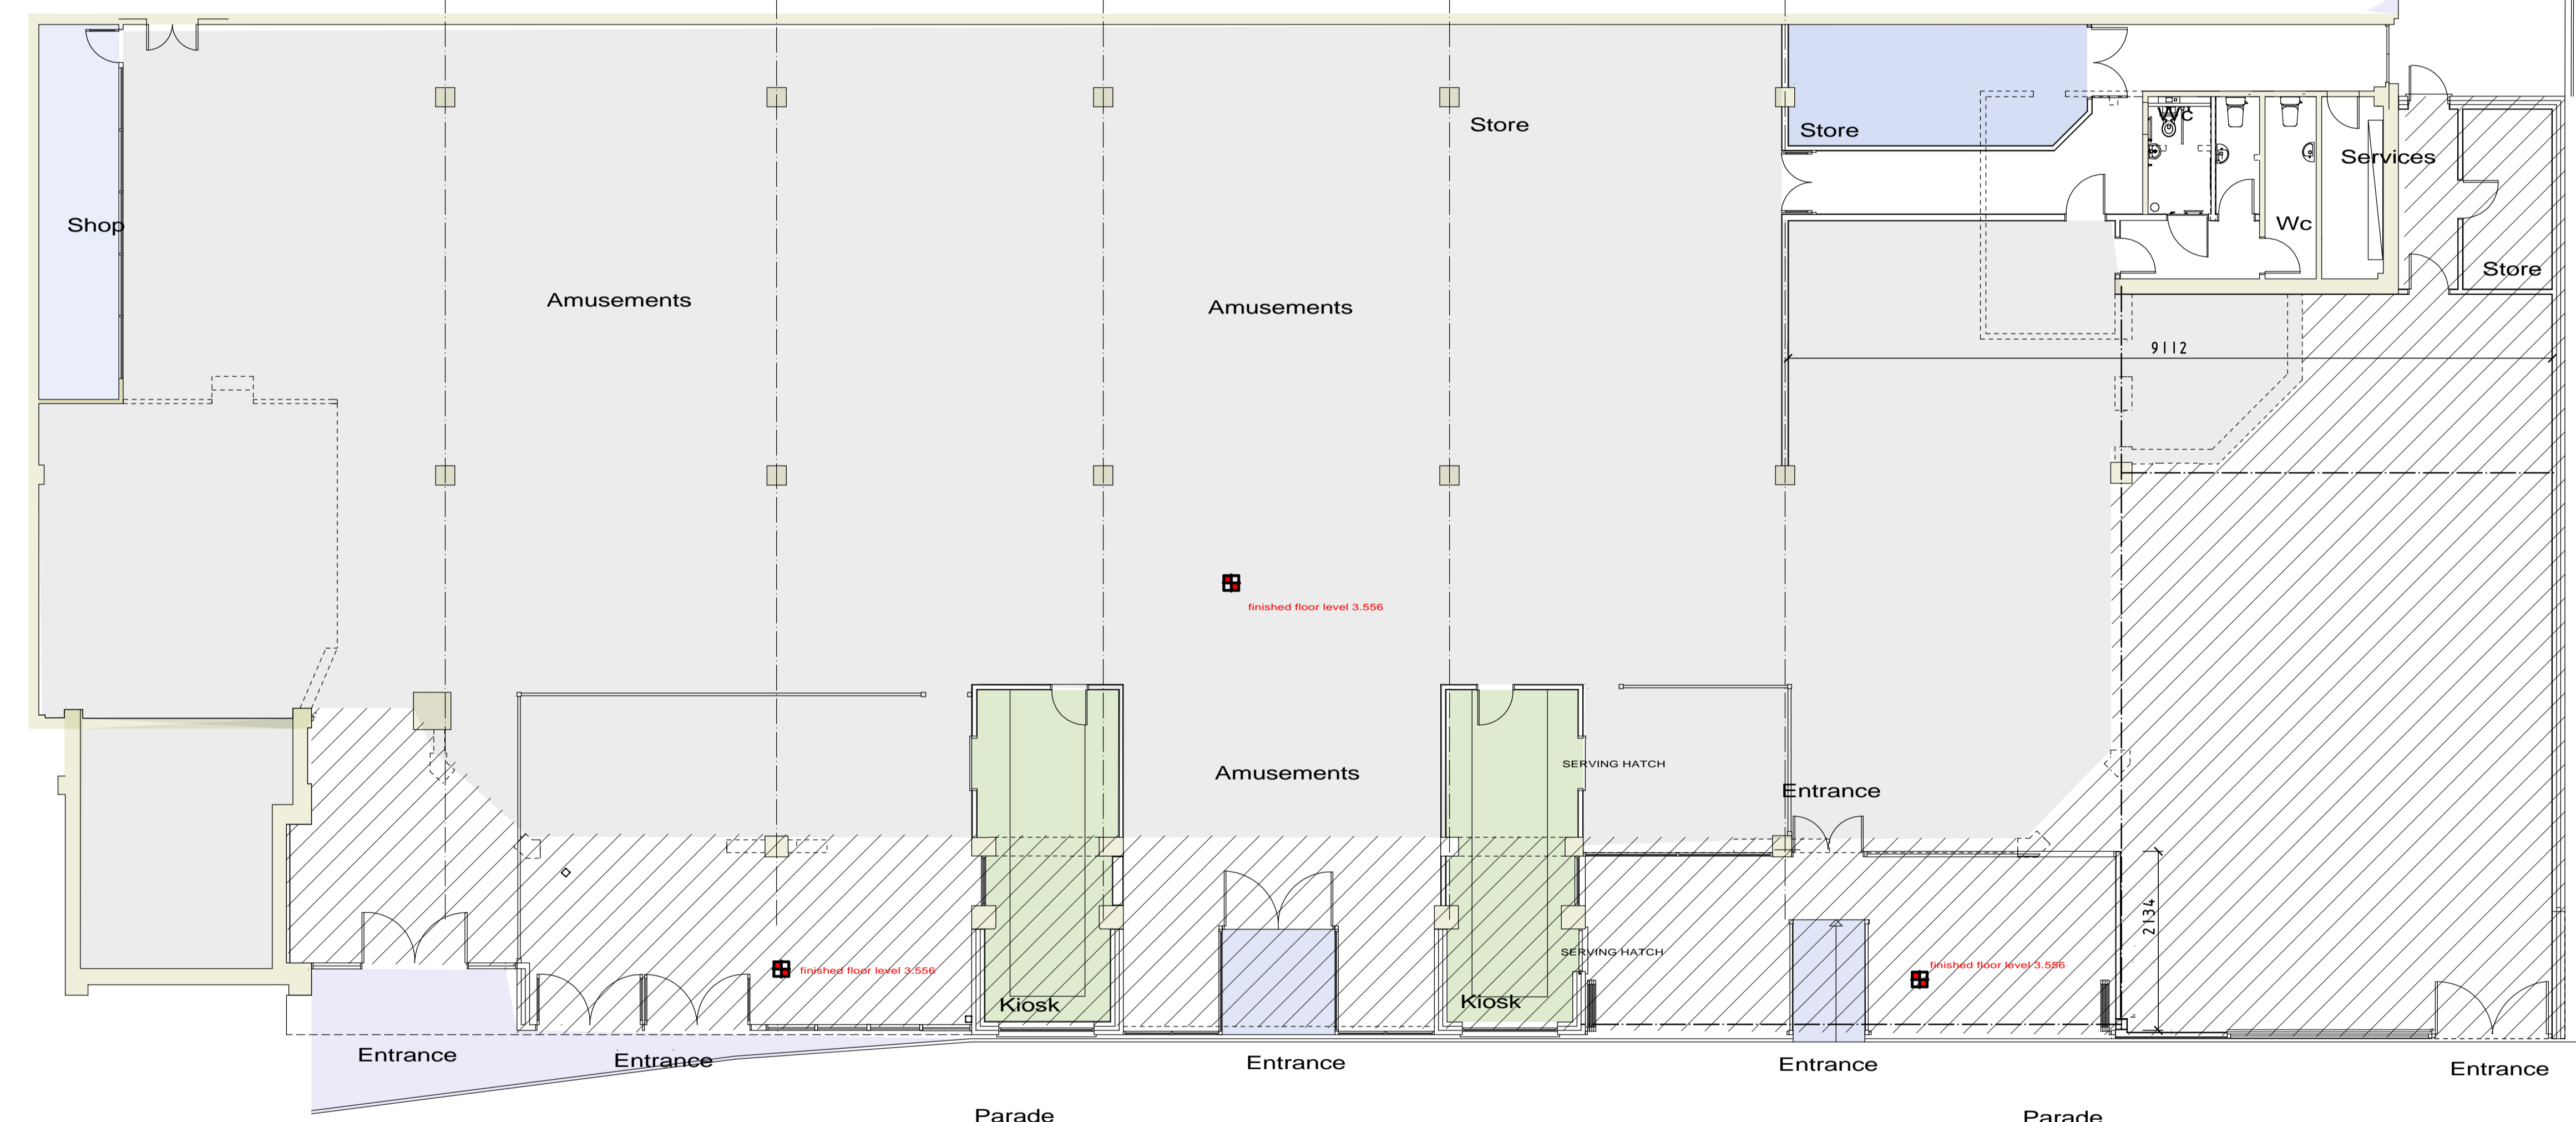 Store
Store
Wc
Services
Shop
Wc
Store
Amusements
Amusements
9112
finished floor level 3.556
SERVING HATCH
Amusements
Entrance
2134
SERVING HATCH
finished floor level 3.556
finished floor level 3.556
Kiosk
Kiosk
Entrance
Entrance
Entrance
Entrance
Entrance
Parade
Parade